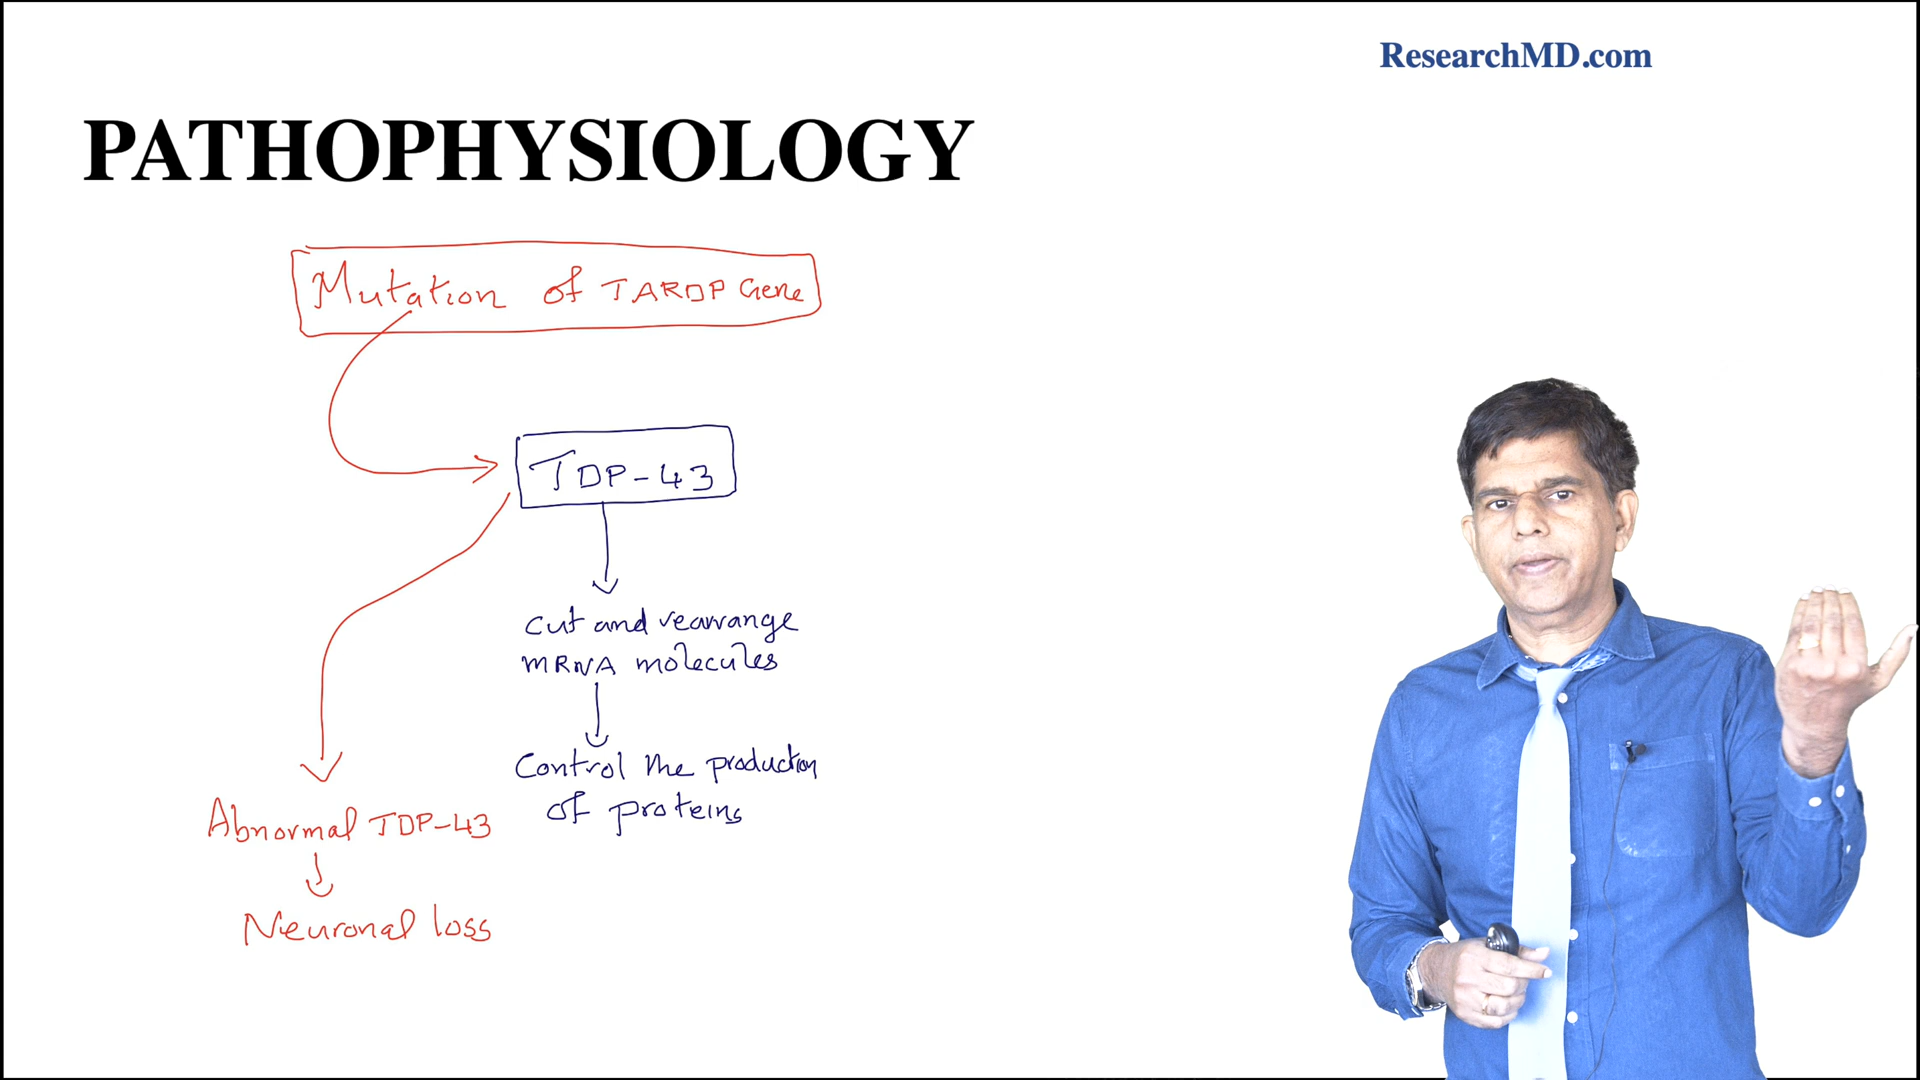 ResearchMD.com
PATHOPHYSIOLOGY
Mutation of TARDP Gene
TDP-43
cut and rearrange
mRNA molecules
Control the production
of proteins
Abnormal TDP-43
Neuronal loss